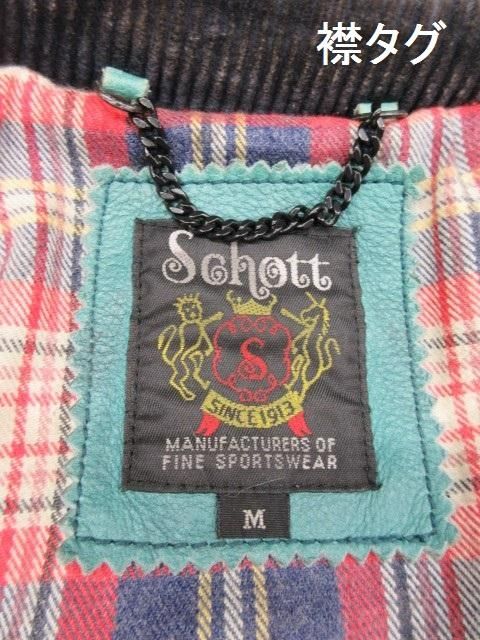 襟タグ
Schott
S
SINCE 1913
MANUFACTURERS OF
FINE SPORTSWEAR
M